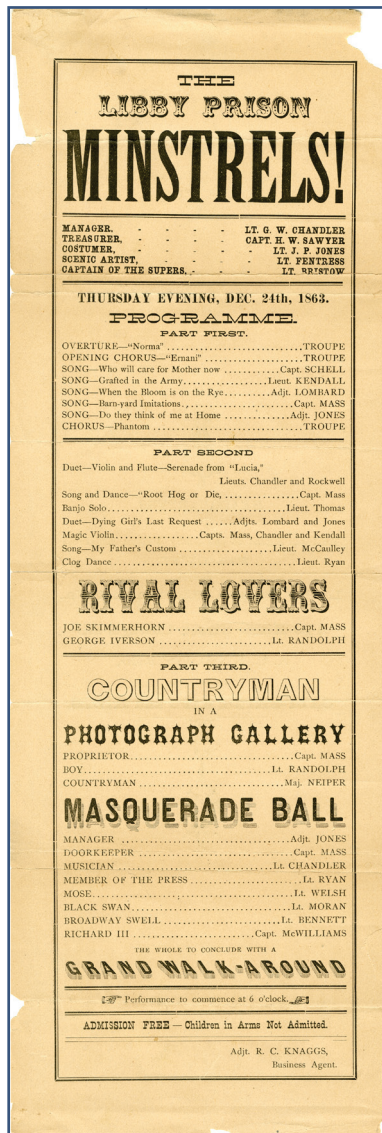 THE
LIBBY PRISON
MINSTRELS!
MANAGER, - - - - - LT. G. W. CHANDLER
TREASURER, - - - - CAPT. H. W. SAWYER
COSTUMER, - - - - - LT. J. P. JONES
SCENIC ARTIST, - - - - LT. FENTRESS
CAPTAIN OF THE SUPERS, - - - - LT. BRISTOW
THURSDAY EVENING, DEC. 24th, 1863.
PROGRAMME.
PART FIRST.
OVERTURE—"Norma" ........ TROUPE
OPENING CHORUS—"Ernani" ........ TROUPE
SONG—Who will care for Mother now ........ Capt. SCHELL
SONG—Grafted in the Army ........ Lieut. KENDALL
SONG—When the Bloom is on the Rye ........ Adjt. LOMBARD
SONG—Barn-yard Imitations, ........ Capt. MASS
SONG—Do they think of me at Home ........ Adjt. JONES
CHORUS—Phantom ........ TROUPE
PART SECOND
Duet—Violin and Flute—Serenade from "Lucia,"
Lieuts. Chandler and Rockwell
Song and Dance—"Root Hog or Die, ........ Capt. Mass
Banjo Solo ........ Lieut. Thomas
Duet—Dying Girl's Last Request ...... Adjts. Lombard and Jones
Magic Violin ........ Capts. Mass, Chandler and Kendall
Song—My Father's Custom ........ Lieut. McCaulley
Clog Dance ........ Lieut. Ryan
RIVAL LOVERS
JOE SKIMMERHORN ........ Capt. MASS
GEORGE IVERSON ........ Lt. RANDOLPH
PART THIRD.
COUNTRYMAN
IN A
PHOTOGRAPH GALLERY
PROPRIETOR ........ Capt. MASS
BOY ........ Lt. RANDOLPH
COUNTRYMAN ........ Maj. NEIPER
MASQUERADE BALL
MANAGER ........ Adjt. JONES
DOORKEEPER ........ Capt. MASS
MUSICIAN ........ Lt. CHANDLER
MEMBER OF THE PRESS ........ Lt. RYAN
MOSE ........ Lt. WELSH
BLACK SWAN ........ Lt. MORAN
BROADWAY SWELL ........ Lt. BENNETT
RICHARD III ........ Capt. McWILLIAMS
THE WHOLE TO CONCLUDE WITH A
GRAND WALK-AROUND
☞ Performance to commence at 6 o'clock. ☜
ADMISSION FREE — Children in Arms Not Admitted.
Adjt. R. C. KNAGGS,
Business Agent.